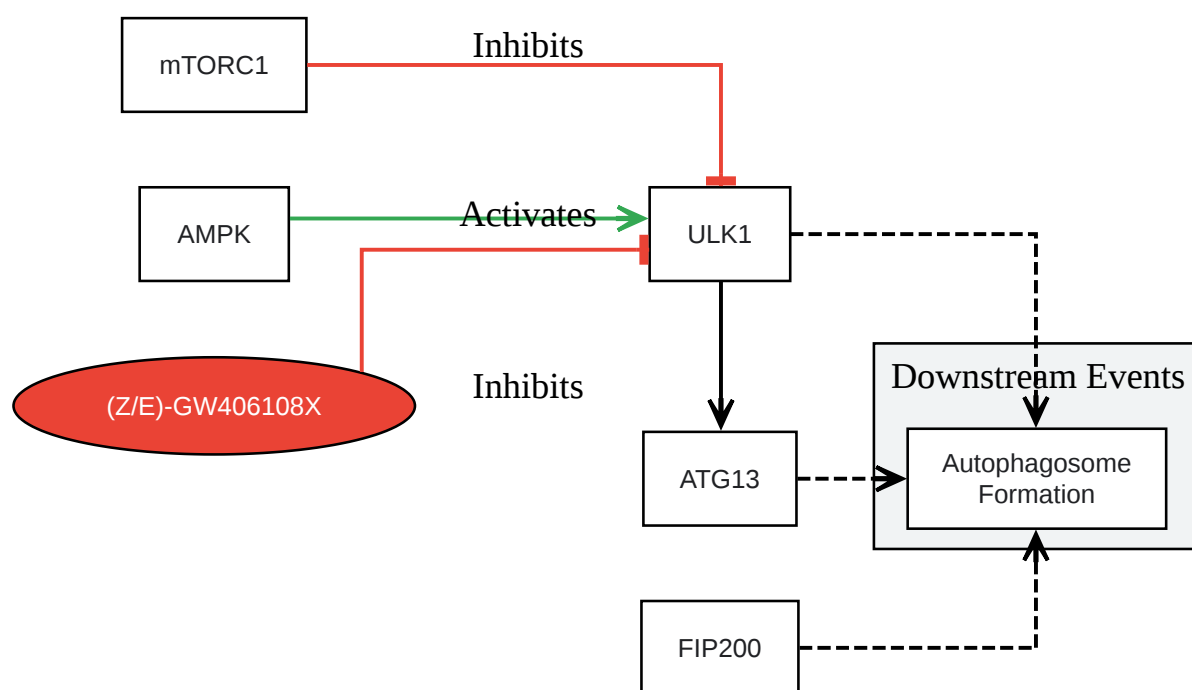 Inhibits
mTORC1
AMPK
Activates
ULK1
Inhibits
(Z/E)-GW406108X
Downstream Events
Autophagosome
Formation
ATG13
FIP200